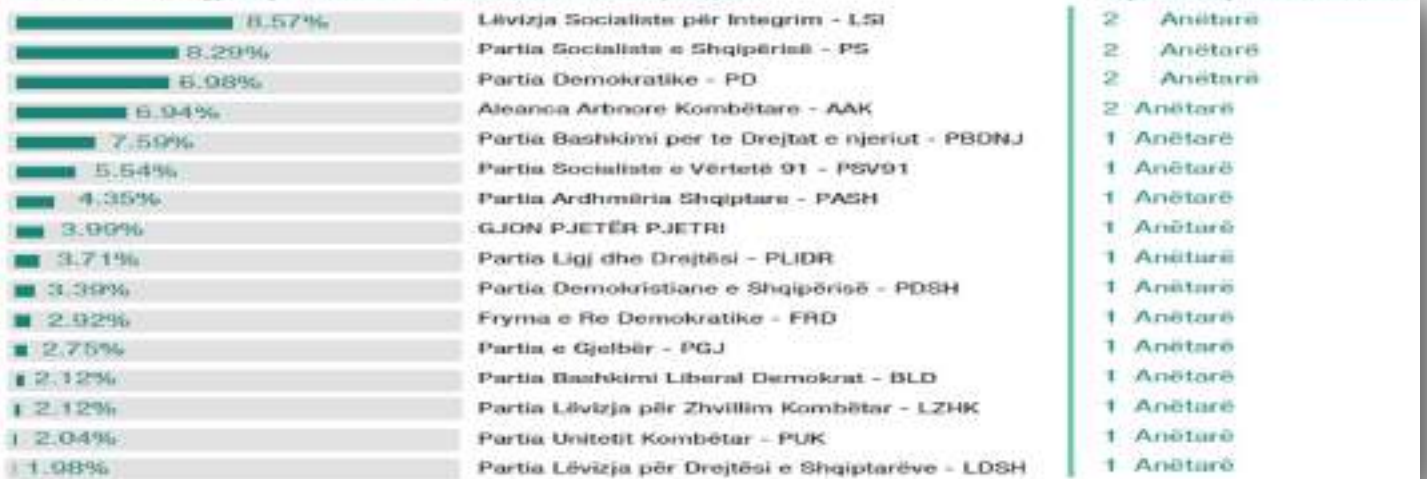 8.57% Lëvizja Socialiste për Integrim - LSI 2 Anëtarë
8.29% Partia Socialiste e Shqipërisë - PS 2 Anëtarë
6.98% Partia Demokratike - PD 2 Anëtarë
6.94% Aleanca Arbnore Kombëtare - AAK 2 Anëtarë
7.59% Partia Bashkimi per te Drejtat e njeriut - PBDNJ 1 Anëtarë
5.54% Partia Socialiste e Vërtetë 91 - PSV91 1 Anëtarë
4.35% Partia Ardhmëria Shqiptare - PASH 1 Anëtarë
3.99% GJON PJETËR PJETRI 1 Anëtarë
3.71% Partia Ligj dhe Drejtësi - PLIDR 1 Anëtarë
3.39% Partia Demokristiane e Shqipërisë - PDSH 1 Anëtarë
2.92% Fryma e Re Demokratike - FRD 1 Anëtarë
2.75% Partia e Gjelbër - PGJ 1 Anëtarë
2.12% Partia Bashkimi Liberal Demokrat - BLD 1 Anëtarë
2.12% Partia Lëvizja për Zhvillim Kombëtar - LZHK 1 Anëtarë
2.04% Partia Unitetit Kombëtar - PUK 1 Anëtarë
1.98% Partia Lëvizja për Drejtësi e Shqiptarëve - LDSH 1 Anëtarë